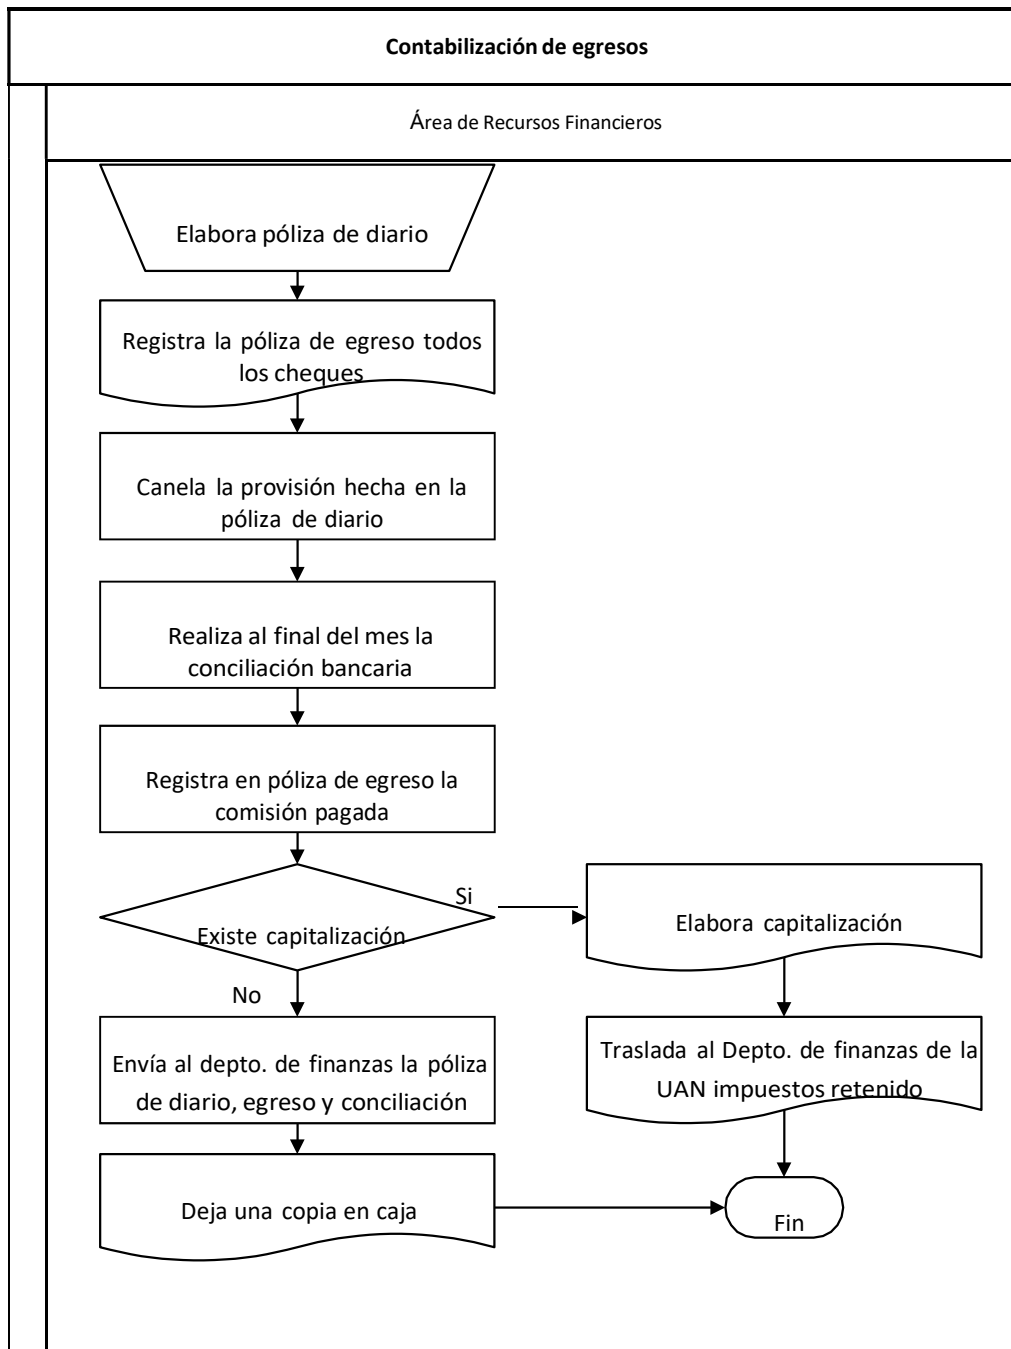 Contabilización de egresos
Área de Recursos Financieros
Elabora póliza de diario
Registra la póliza de egreso todos
los cheques
Canela la provisión hecha en la
póliza de diario
Realiza al final del mes la
conciliación bancaria
Registra en póliza de egreso la
comisión pagada
Existe capitalización
Si
Elabora capitalización
No
Envía al depto. de finanzas la póliza
de diario, egreso y conciliación
Traslada al Depto. de finanzas de la
UAN impuestos retenido
Deja una copia en caja
Fin